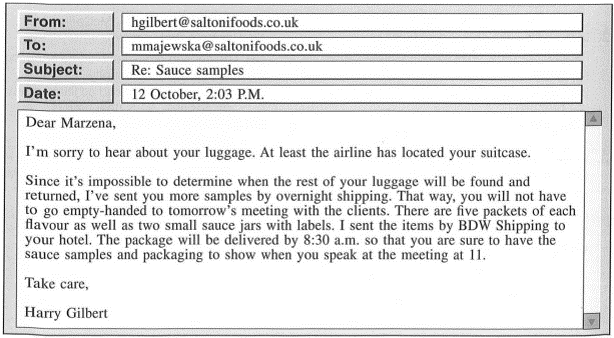 From: hgilbert@saltonifoods.co.uk
To: mmajewska@saltonifoods.co.uk
Subject: Re: Sauce samples
Date: 12 October, 2:03 P.M.
Dear Marzena,
I'm sorry to hear about your luggage. At least the airline has located your suitcase.
Since it's impossible to determine when the rest of your luggage will be found and
returned, I've sent you more samples by overnight shipping. That way, you will not have
to go empty-handed to tomorrow's meeting with the clients. There are five packets of each
flavour as well as two small sauce jars with labels. I sent the items by BDW Shipping to
your hotel. The package will be delivered by 8:30 a.m. so that you are sure to have the
sauce samples and packaging to show when you speak at the meeting at 11.
Take care,
Harry Gilbert